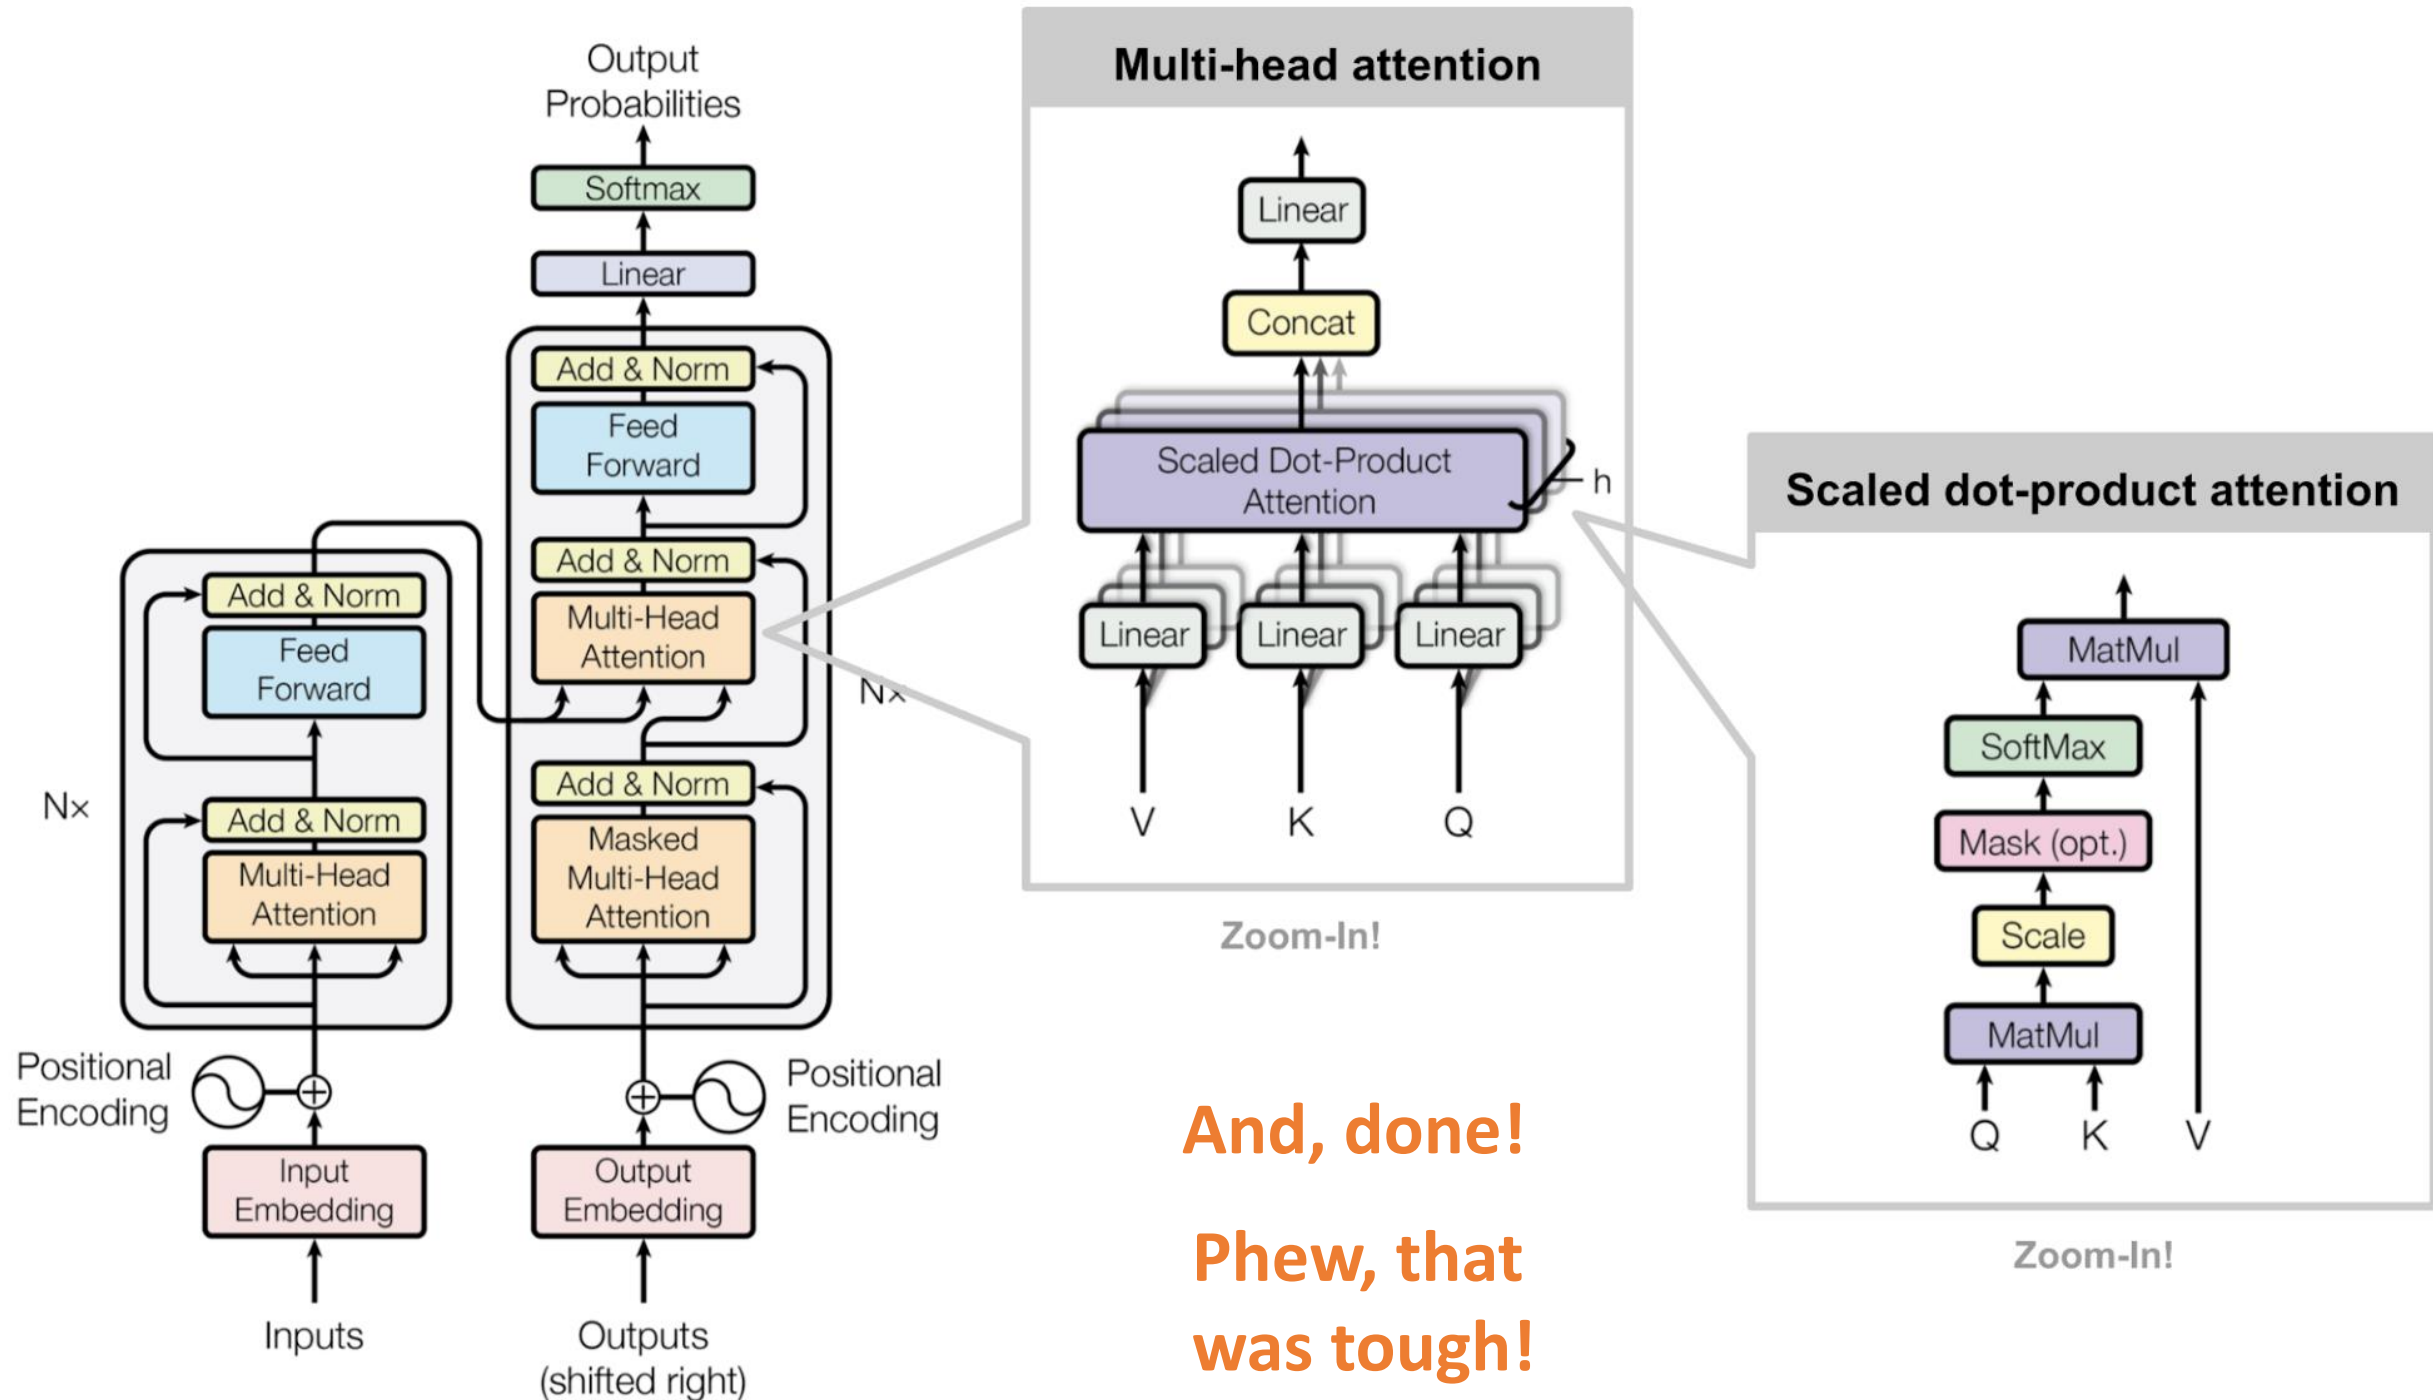 Output
Probabilities
Softmax
Linear
Add & Norm
Feed
Forward
Add & Norm
Multi-Head
Attention
Nx
Add & Norm
Masked
Multi-Head
Attention
Add & Norm
Feed
Forward
Nx
Add & Norm
Multi-Head
Attention
Positional
Encoding
Positional
Encoding
Input
Embedding
Output
Embedding
Inputs
Outputs
(shifted right)
Multi-head attention
Linear
Concat
Scaled Dot-Product
Attention
h
Linear
Linear
Linear
V
K
Q
Zoom-In!
Scaled dot-product attention
MatMul
SoftMax
Mask (opt.)
Scale
MatMul
Q
K
V
Zoom-In!
And, done!
Phew, that
was tough!